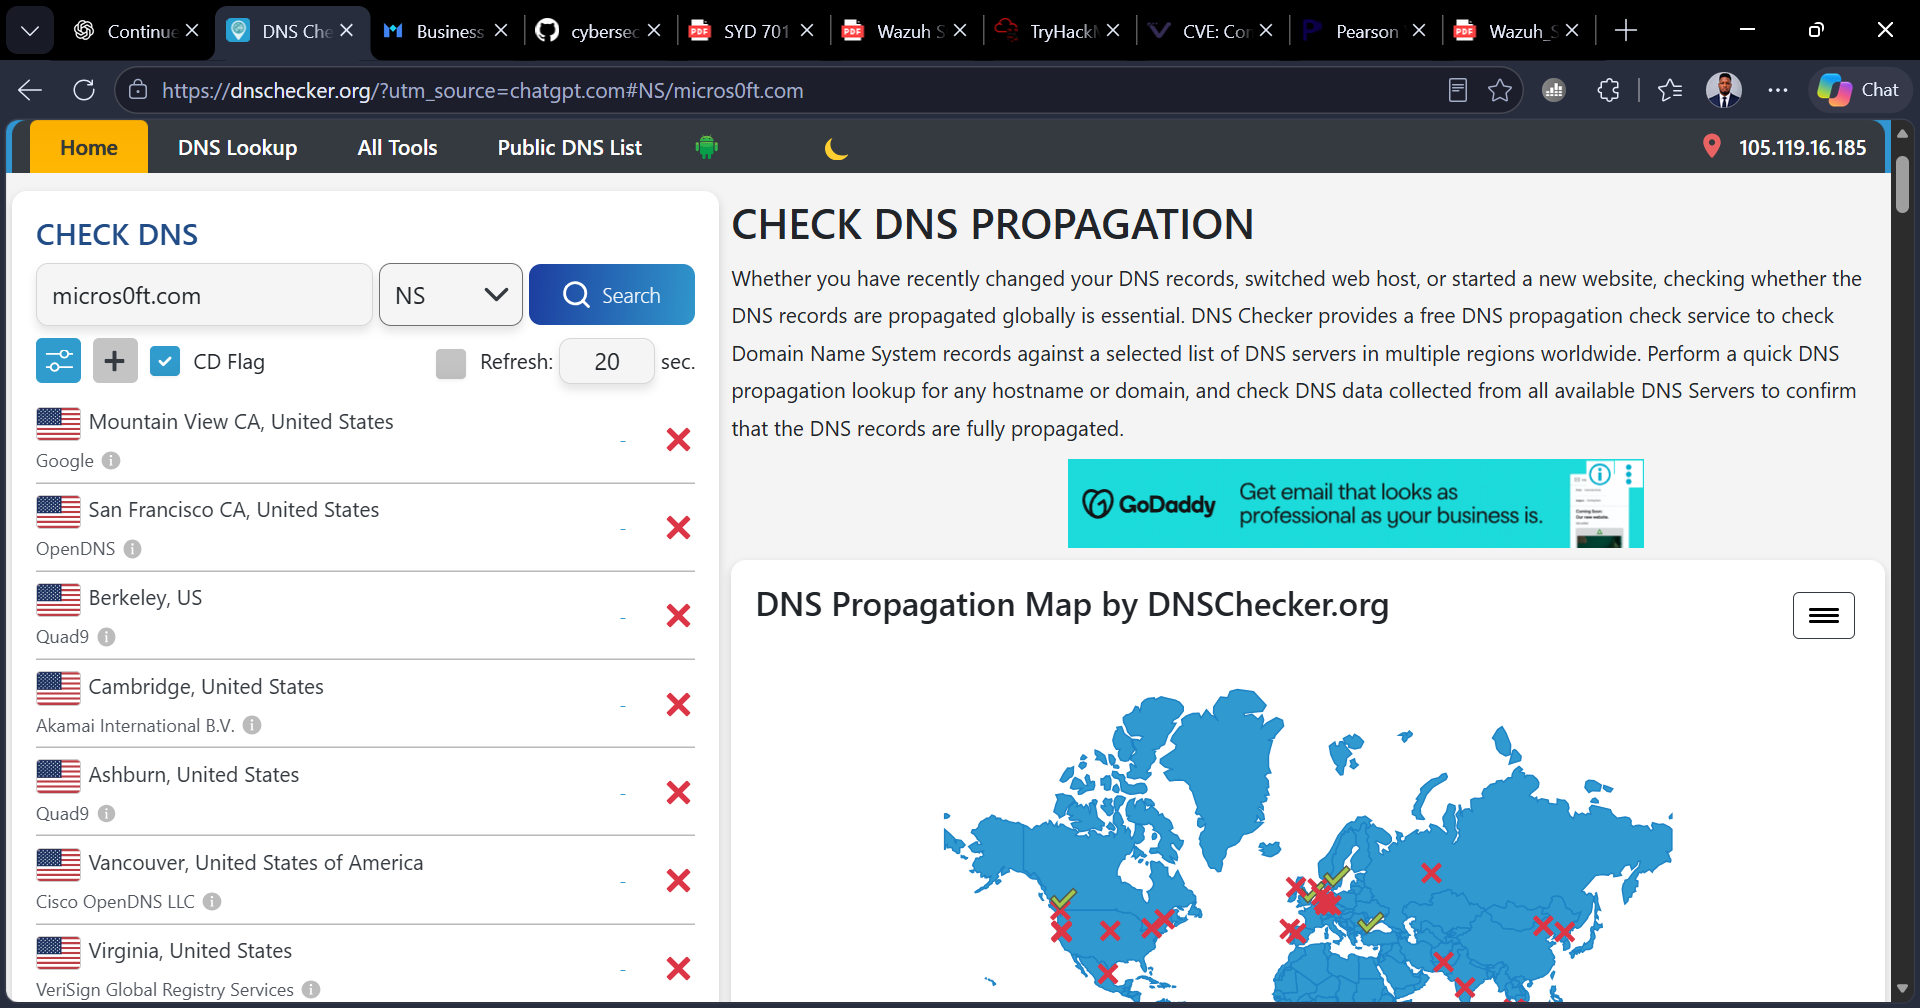 Continue
DNS Che
Business
cybersec
SYD 701
Wazuh S
TryHackM
CVE: Con
Pearson
Wazuh_S
https://dnschecker.org/?utm_source=chatgpt.com#NS/micros0ft.com
Chat
Home
DNS Lookup
All Tools
Public DNS List
105.119.16.185
CHECK DNS
micros0ft.com
NS
Search
CD Flag
Refresh:
20
sec.
Mountain View CA, United States
-
Google
San Francisco CA, United States
-
OpenDNS
Berkeley, US
-
Quad9
Cambridge, United States
-
Akamai International B.V.
Ashburn, United States
-
Quad9
Vancouver, United States of America
-
Cisco OpenDNS LLC
Virginia, United States
-
VeriSign Global Registry Services
CHECK DNS PROPAGATION
Whether you have recently changed your DNS records, switched web host, or started a new website, checking whether the
DNS records are propagated globally is essential. DNS Checker provides a free DNS propagation check service to check
Domain Name System records against a selected list of DNS servers in multiple regions worldwide. Perform a quick DNS
propagation lookup for any hostname or domain, and check DNS data collected from all available DNS Servers to confirm
that the DNS records are fully propagated.
GoDaddy
Get email that looks as
professional as your business is.
DNS Propagation Map by DNSChecker.org